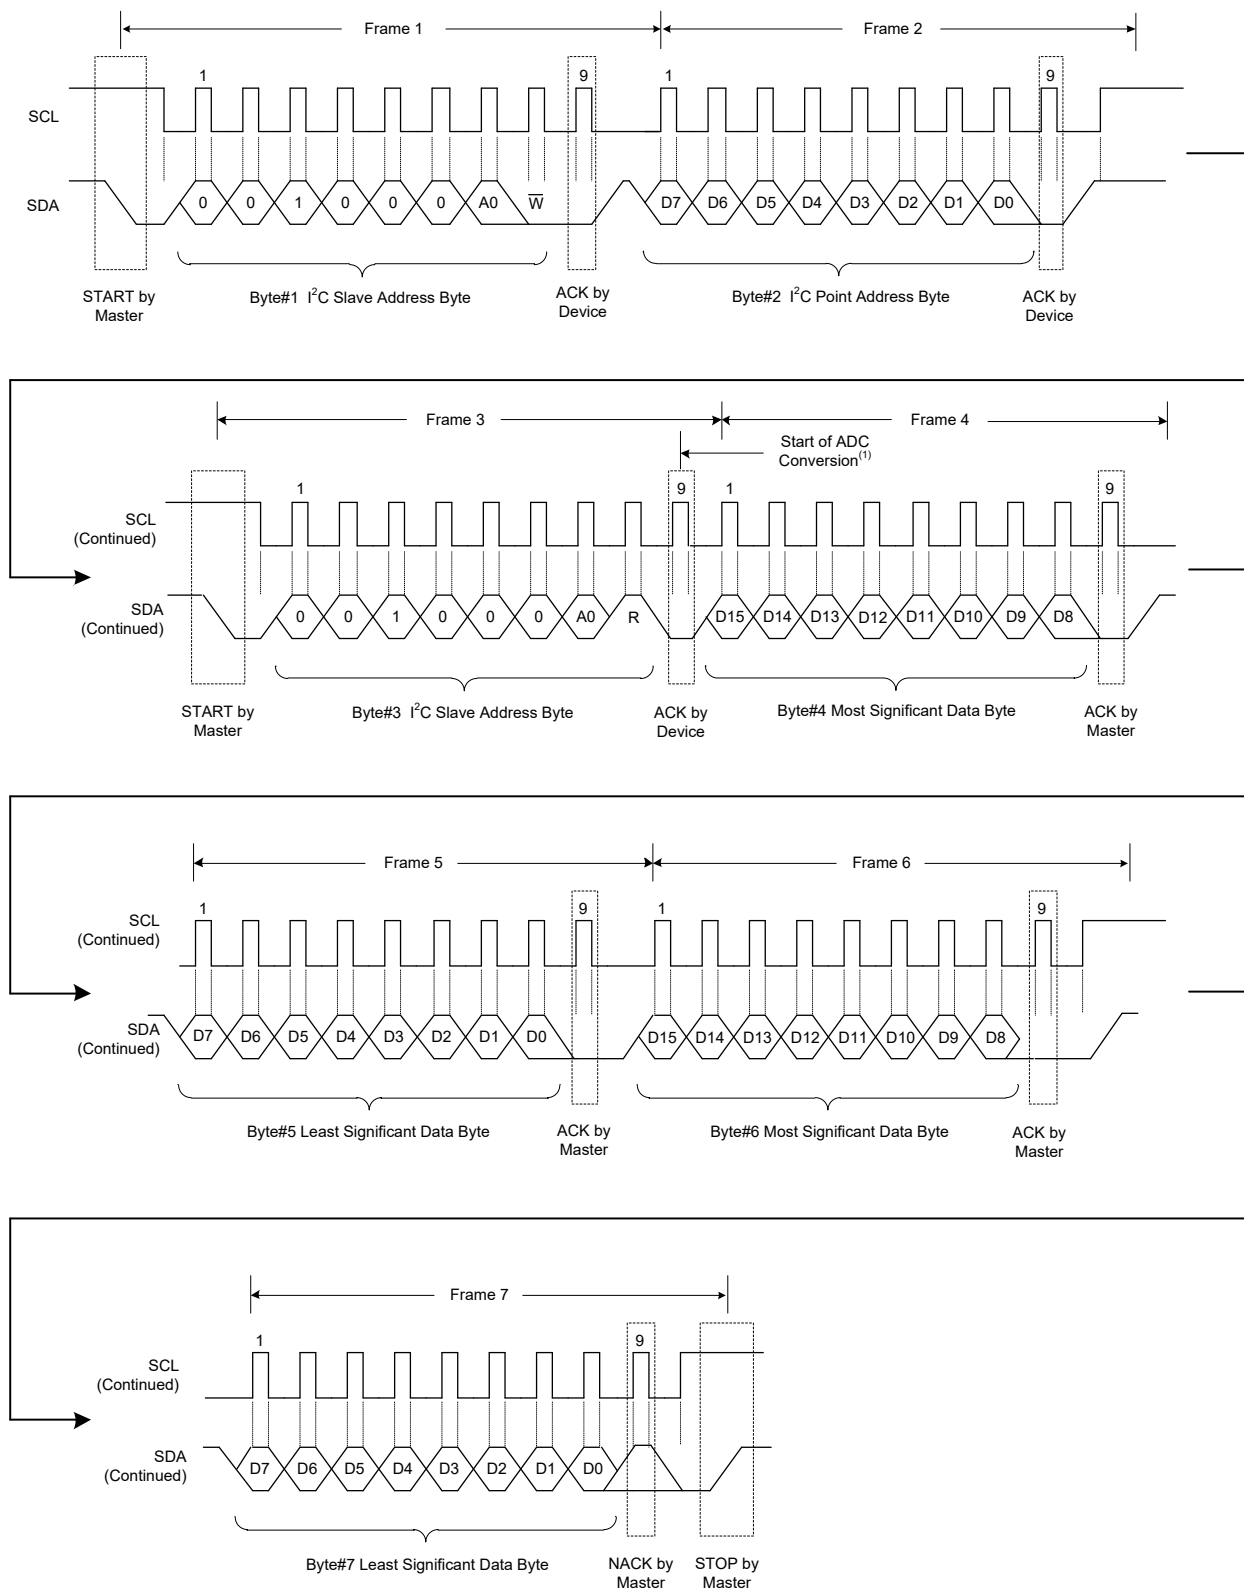 Frame 1 Frame 2
1 9 1 9
SCL
SDA 0 0 1 0 0 0 A0 W̅ D7 D6 D5 D4 D3 D2 D1 D0
START by Master
Byte#1 I²C Slave Address Byte
ACK by Device
Byte#2 I²C Point Address Byte
ACK by Device
Frame 3 Frame 4
Start of ADC
Conversion⁽¹⁾
1 9 1 9
SCL
(Continued)
SDA
(Continued)
0 0 1 0 0 0 A0 R D15 D14 D13 D12 D11 D10 D9 D8
START by Master
Byte#3 I²C Slave Address Byte
ACK by Device
Byte#4 Most Significant Data Byte
ACK by Master
Frame 5 Frame 6
1 9 1 9
SCL
(Continued)
SDA
(Continued)
D7 D6 D5 D4 D3 D2 D1 D0 D15 D14 D13 D12 D11 D10 D9 D8
Byte#5 Least Significant Data Byte
ACK by Master
Byte#6 Most Significant Data Byte
ACK by Master
Frame 7
1 9
SCL
(Continued)
SDA
(Continued)
D7 D6 D5 D4 D3 D2 D1 D0
Byte#7 Least Significant Data Byte
NACK by Master
STOP by Master